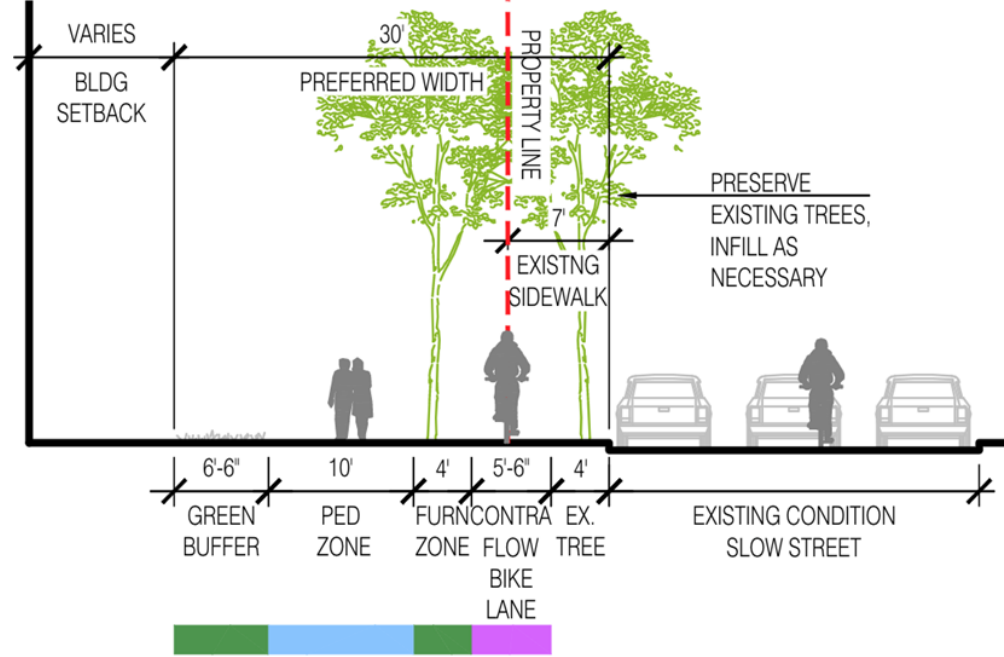 VARIES
BLDG
SETBACK
30'
PREFERRED WIDTH
PROPERTY LINE
7'
EXISTNG
SIDEWALK
PRESERVE
EXISTING TREES,
INFILL AS
NECESSARY
6'-6"
10'
4'
5'-6"
4'
GREEN
BUFFER
PED
ZONE
FURN
ZONE
CONTRA
FLOW
BIKE
LANE
EX.
TREE
EXISTING CONDITION
SLOW STREET